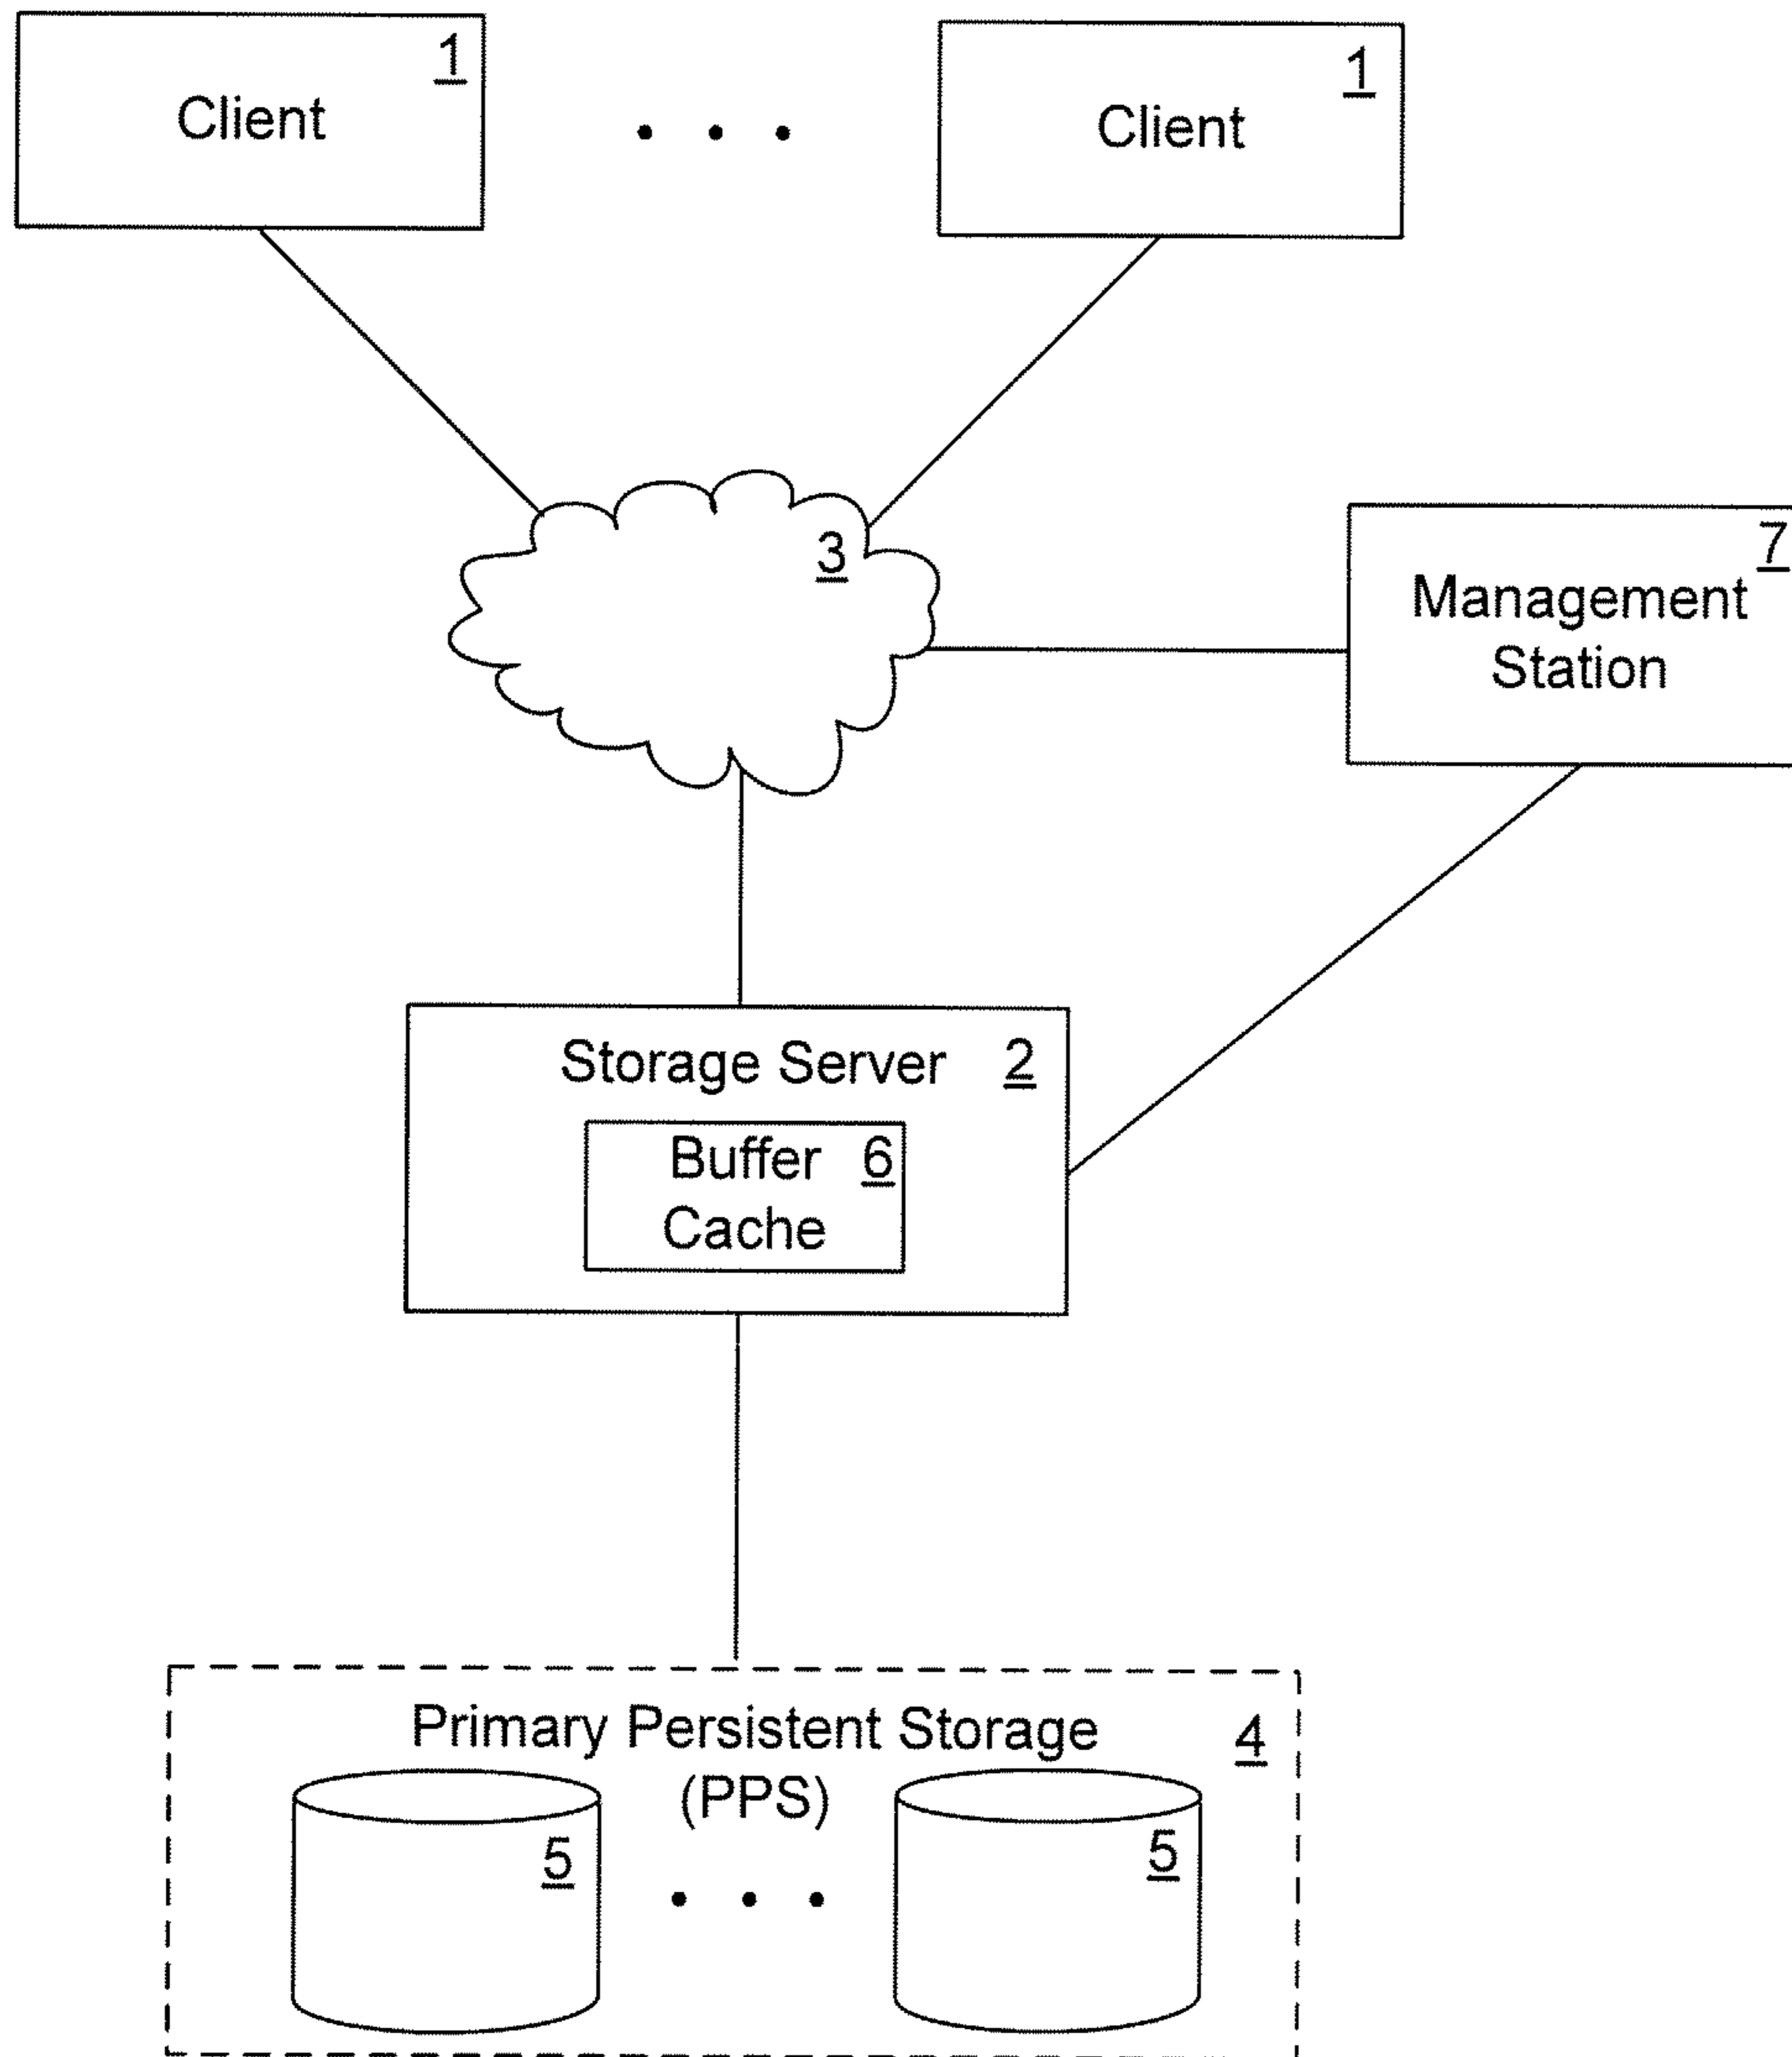 1
Client
. . .
1
Client
3
7
Management
Station
Storage Server 2
Buffer 6
Cache
Primary Persistent Storage 4
(PPS)
5
. . .
5